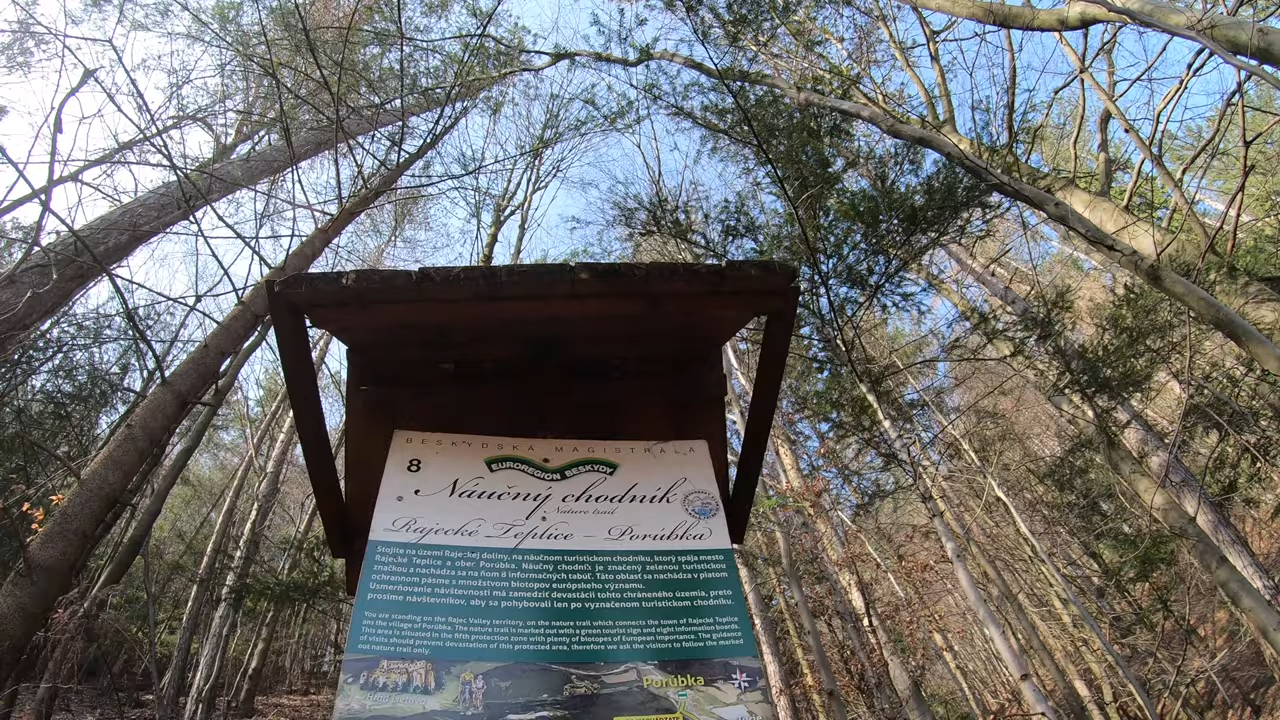 BESKYDSKÁ MAGISTRÁLA
8
EUROREGION BESKYDY
Náučný chodník
Nature trail
Rajecké Teplice - Porúbka
Stojíte na území Rajeckej doliny, na náučnom turistickom chodníku, ktorý spája mesto
Rajecké Teplice a obec Porúbka. Náučný chodník je značený zelenou turistickou
značkou a nachádza sa na ňom 8 informačných tabúľ. Táto oblasť sa nachádza v piatom
ochrannom pásme s množstvom biotopov európskeho významu.
Usmerňovanie návštevnosti má zamedziť devastácii tohto chráneného územia, preto
prosíme návštevníkov, aby sa pohybovali len po vyznačenom turistickom chodníku.
You are standing on the Rajec Valley territory, on the nature trail which connects the town of Rajecké Teplice
ans the village of Porúbka. The nature trail is marked out with a green tourist sign and eight information boards.
This area is situated in the fifth protection zone with plenty of biotopes of European importance. The guidance
of visits should prevent devastation of this protected area, therefore we ask the visitors to follow the marked
out nature trail only.
Hrad Lietava
Porúbka